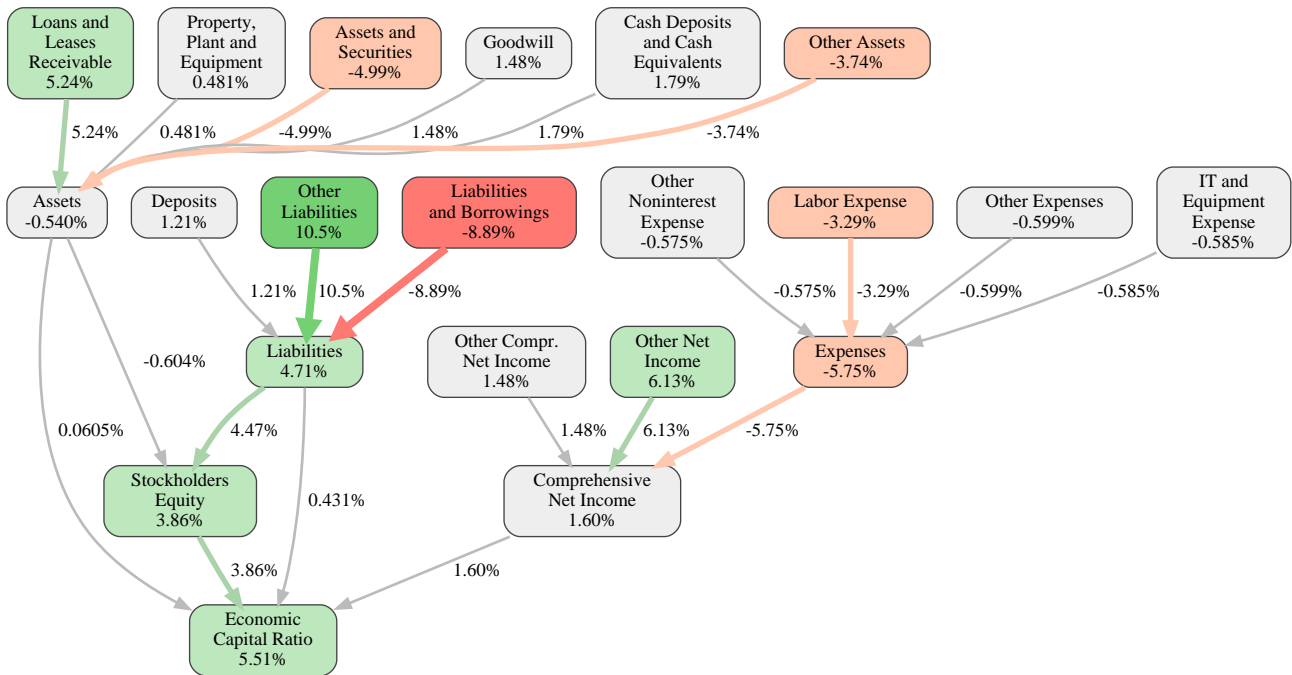 Loans and
Leases
Receivable
5.24%
Property,
Plant and
Equipment
0.481%
Assets and
Securities
-4.99%
Goodwill
1.48%
Cash Deposits
and Cash
Equivalents
1.79%
Other Assets
-3.74%
5.24%
0.481%
-4.99%
1.48%
1.79%
-3.74%
Assets
-0.540%
Deposits
1.21%
Other
Liabilities
10.5%
Liabilities
and Borrowings
-8.89%
Other
Noninterest
Expense
-0.575%
Labor Expense
-3.29%
Other Expenses
-0.599%
IT and
Equipment
Expense
-0.585%
1.21%
10.5%
-8.89%
-0.575%
-3.29%
-0.599%
-0.585%
-0.604%
Liabilities
4.71%
Other Compr.
Net Income
1.48%
Other Net
Income
6.13%
Expenses
-5.75%
0.0605%
4.47%
1.48%
6.13%
-5.75%
Stockholders
Equity
3.86%
0.431%
Comprehensive
Net Income
1.60%
3.86%
1.60%
Economic
Capital Ratio
5.51%